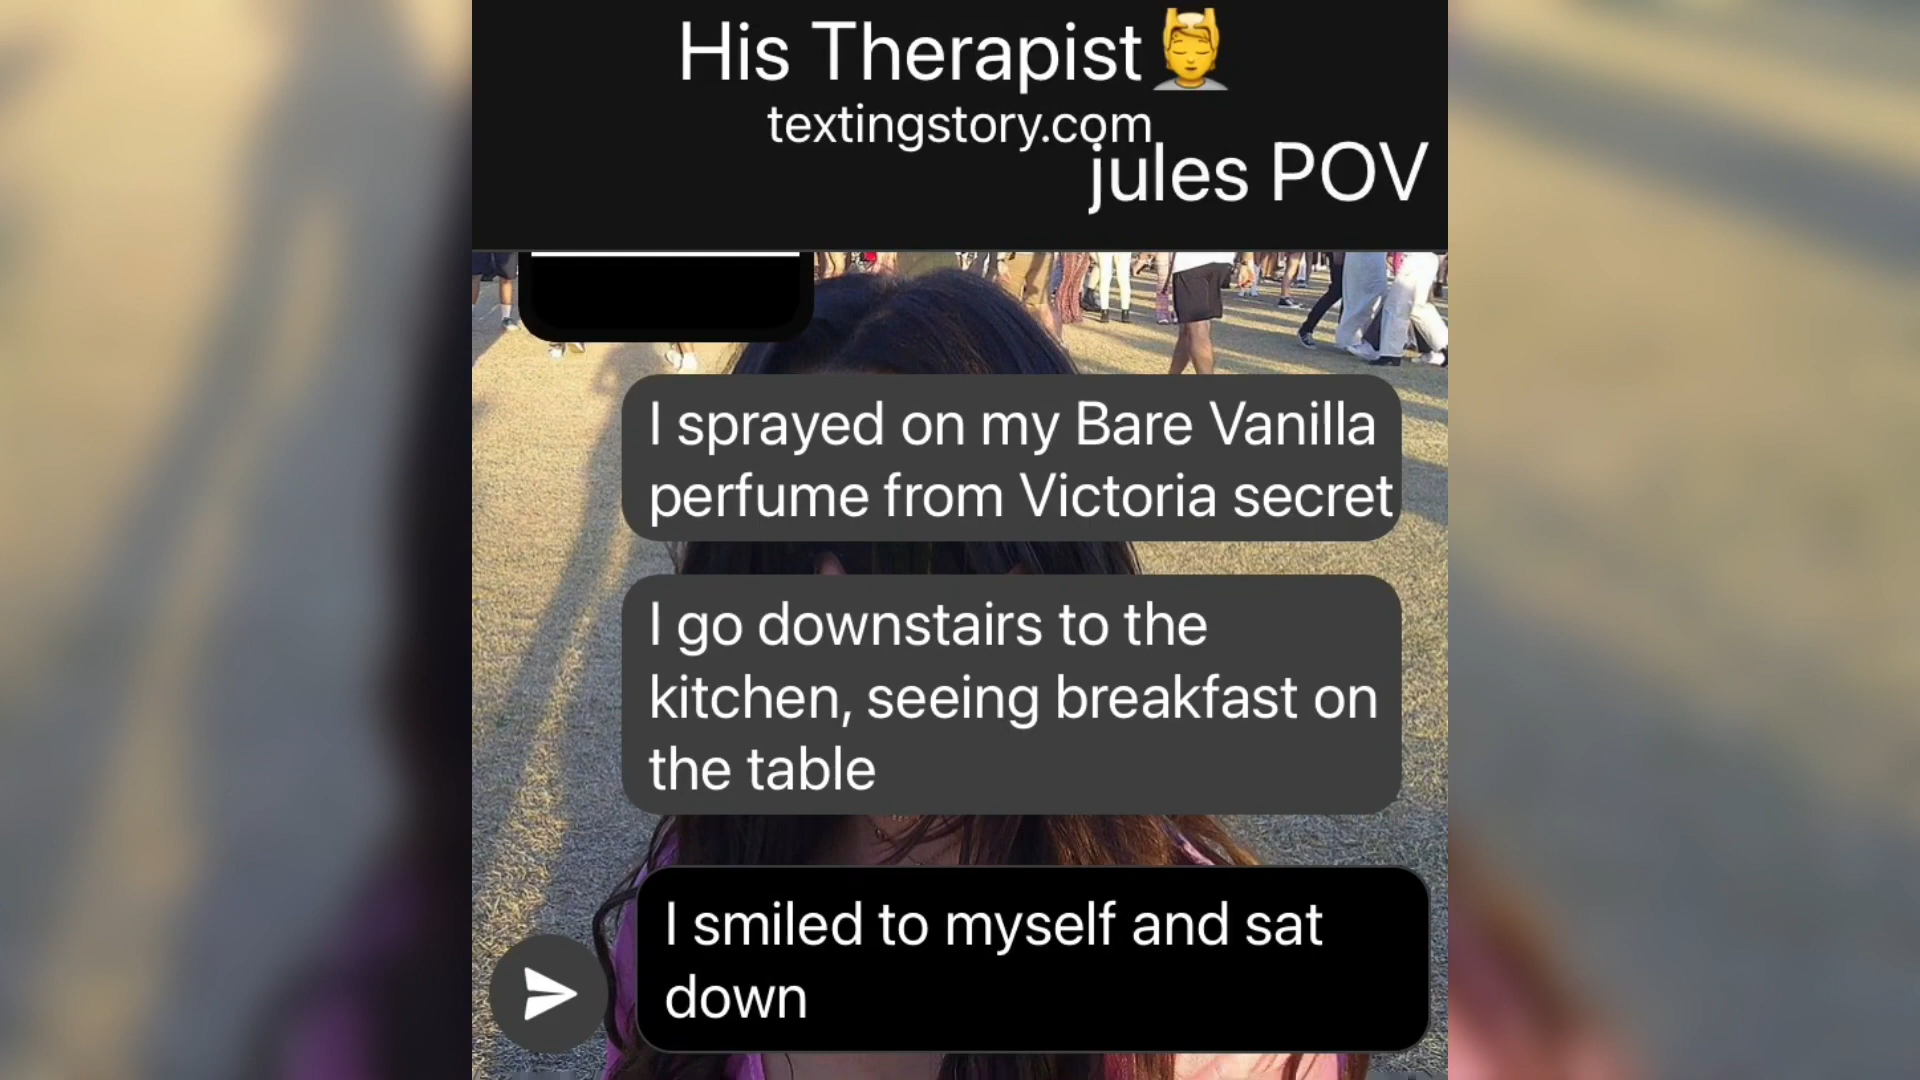 His Therapist
textingstory.com
jules POV
I sprayed on my Bare Vanilla
perfume from Victoria secret
I go downstairs to the
kitchen, seeing breakfast on
the table
I smiled to myself and sat
down